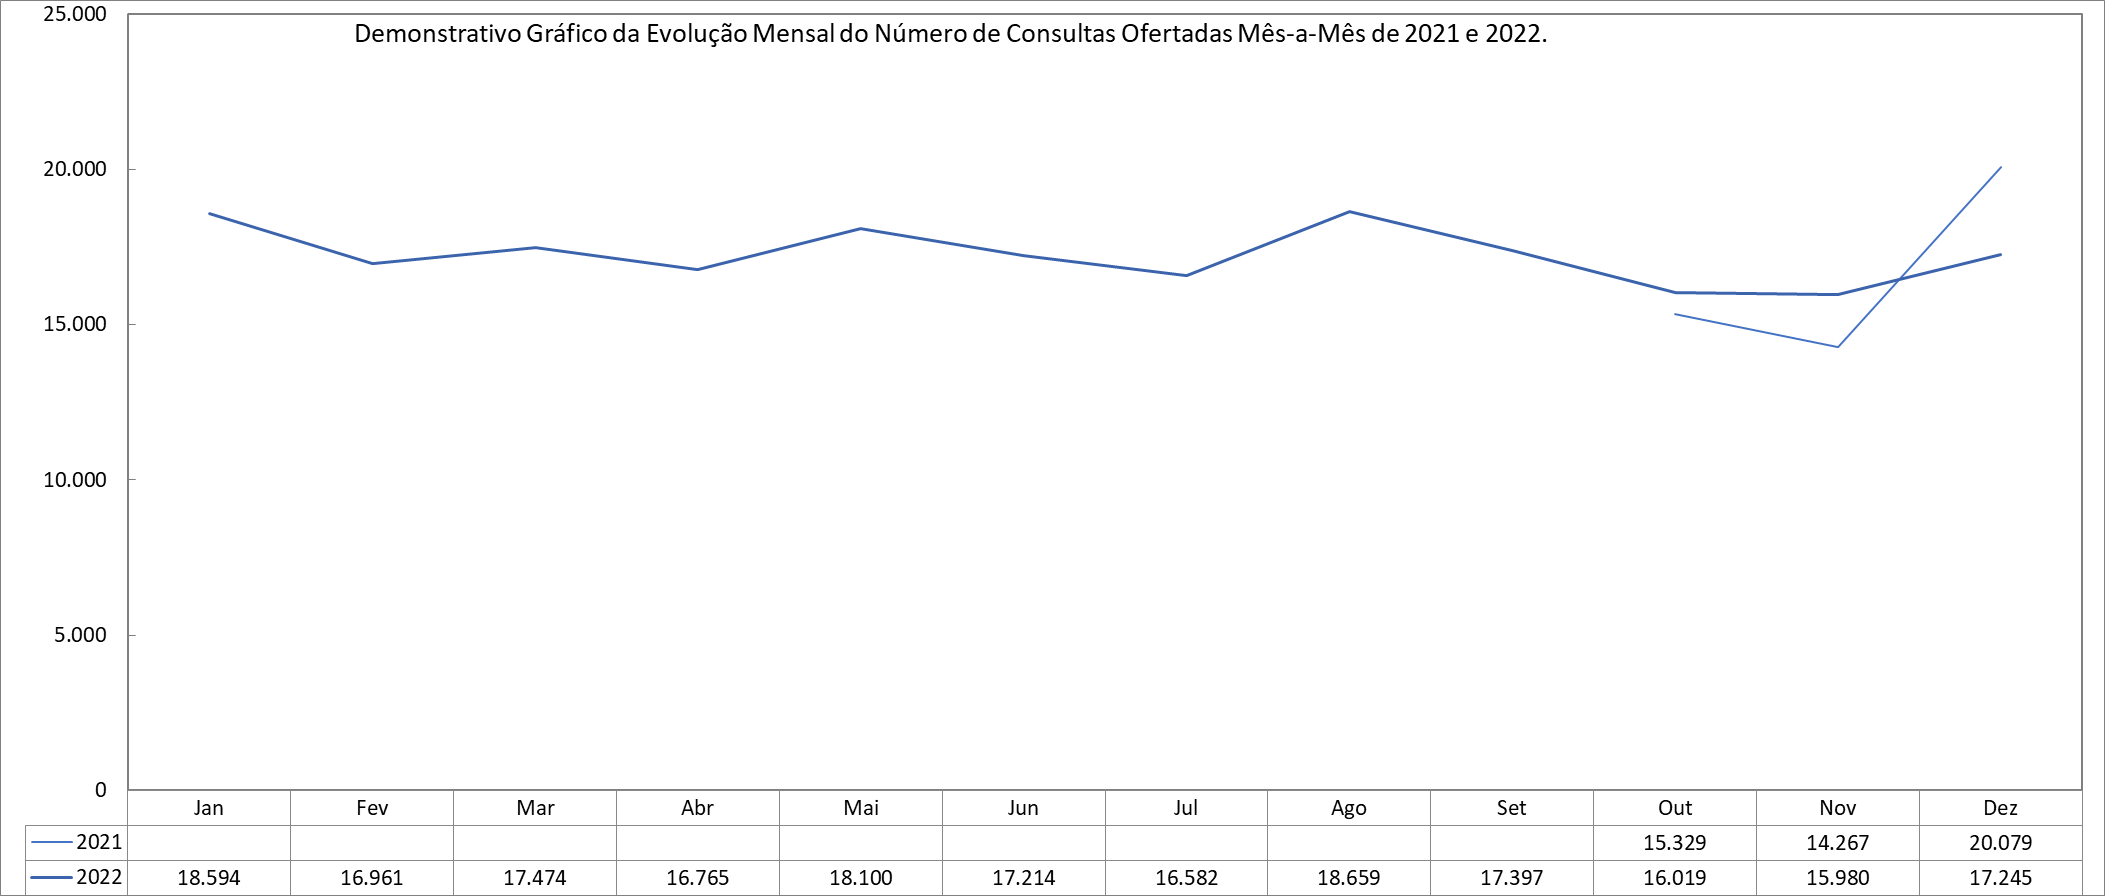 Demonstrativo Gráfico da Evolução Mensal do Número de Consultas Ofertadas Mês-a-Mês de 2021 e 2022.
25.000
20.000
15.000
10.000
5.000
0
Jan Fev Mar Abr Mai Jun Jul Ago Set Out Nov Dez
2021 15.329 14.267 20.079
2022 18.594 16.961 17.474 16.765 18.100 17.214 16.582 18.659 17.397 16.019 15.980 17.245